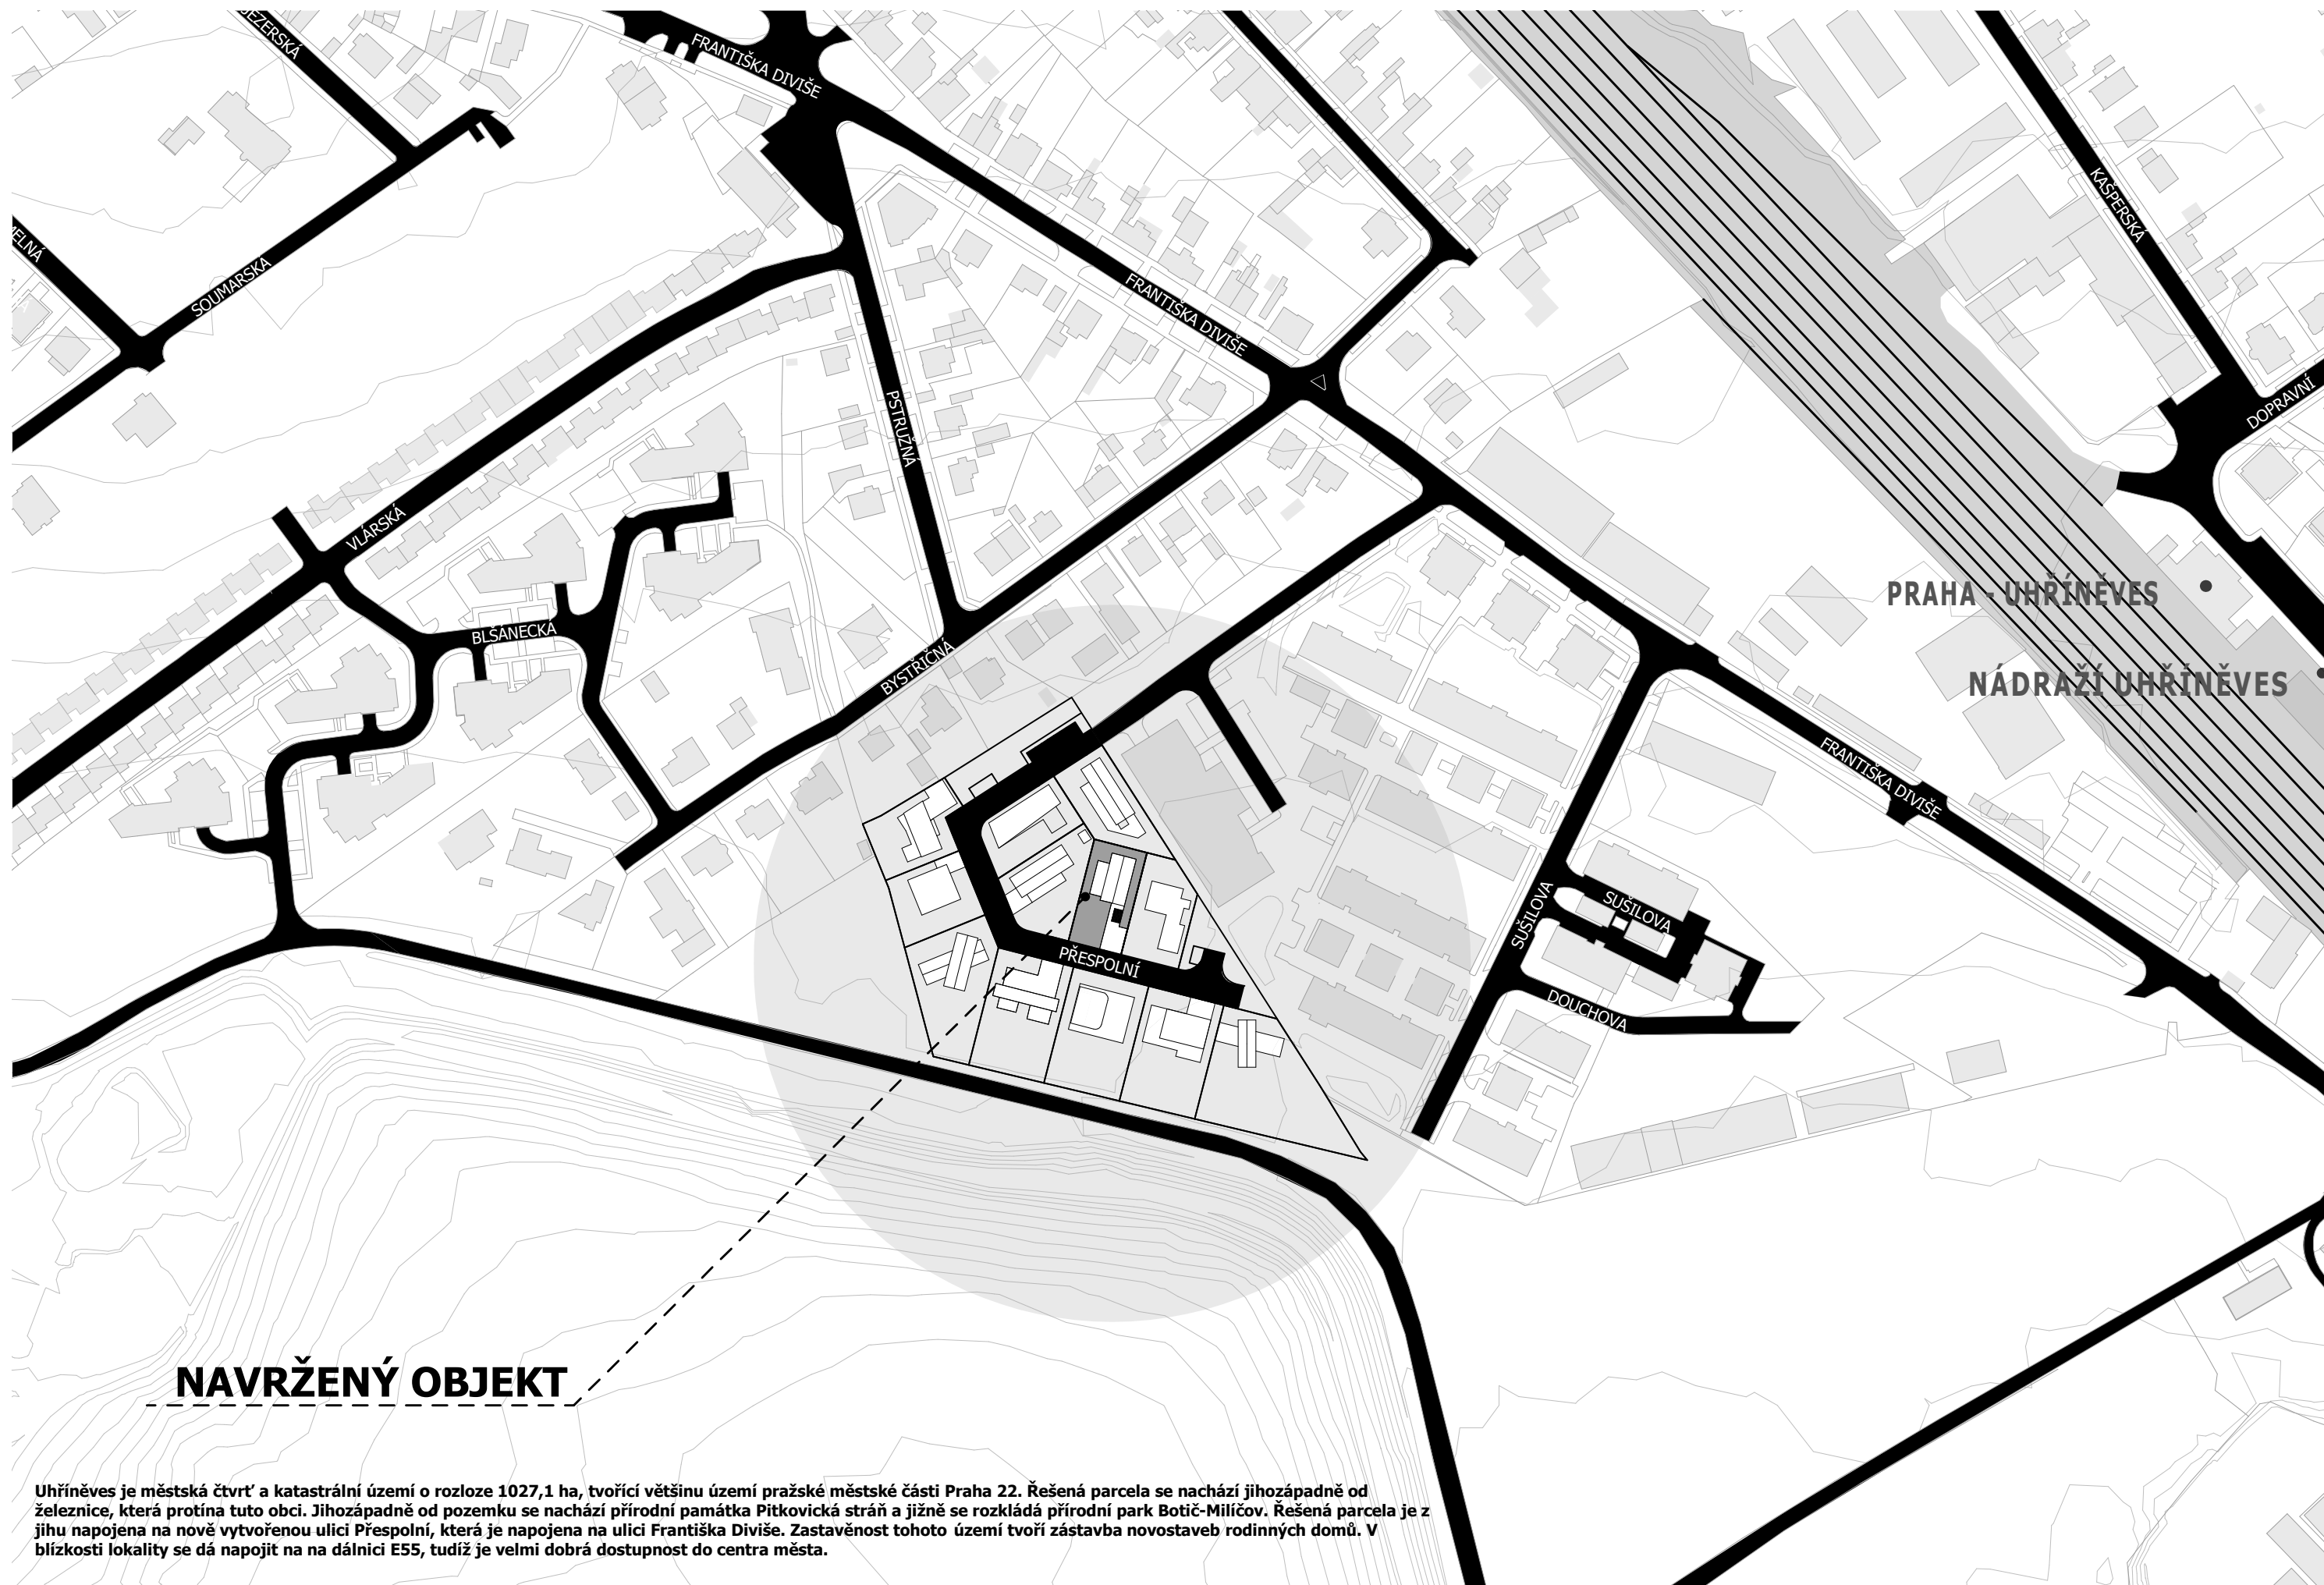 JEZERSKÁ
FRANTIŠKA DIVIŠE
KAŠPERSKÁ
SOUMARSKÁ
FRANTIŠKA DIVIŠE
DOPRAVNÍ
PSTRUŽNÁ
VLÁRSKÁ
PRAHA - UHŘÍNĚVES
BLŠANECKÁ
BYSTŘIČNÁ
NÁDRAŽÍ UHŘÍNĚVES
FRANTIŠKA DIVIŠE
SUŠILOVA
SUŠILOVA
PŘESPOLNÍ
DOUCHOVA
NAVRŽENÝ OBJEKT
Uhříněves je městská čtvrť a katastrální území o rozloze 1027,1 ha, tvořící většinu území pražské městské části Praha 22. Řešená parcela se nachází jihozápadně od
železnice, která protína tuto obci. Jihozápadně od pozemku se nachází přírodní památka Pitkovická stráň a jižně se rozkládá přírodní park Botič-Milíčov. Řešená parcela je z
jihu napojena na nově vytvořenou ulici Přespolní, která je napojena na ulici Františka Diviše. Zastavěnost tohoto území tvoří zástavba novostaveb rodinných domů. V
blízkosti lokality se dá napojit na na dálnici E55, tudíž je velmi dobrá dostupnost do centra města.